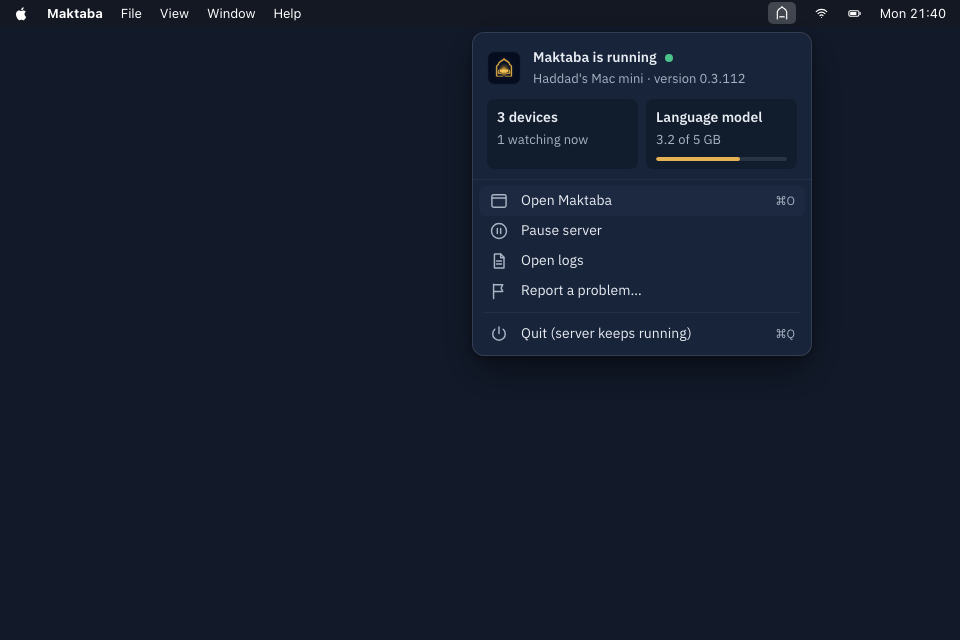 Maktaba File View Window Help Mon 21:40
Maktaba is running
Haddad's Mac mini · version 0.3.112
3 devices
1 watching now
Language model
3.2 of 5 GB
Open Maktaba ⌘O
Pause server
Open logs
Report a problem...
Quit (server keeps running) ⌘Q